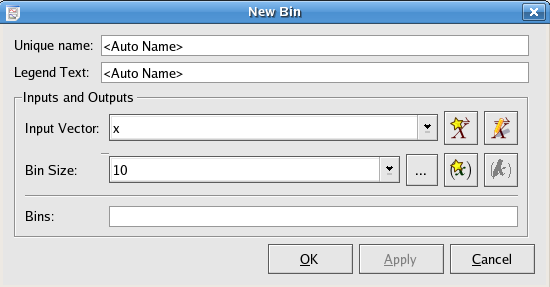 New Bin
Unique name: <Auto Name>
Legend Text: <Auto Name>
Inputs and Outputs
Input Vector: x
Bin Size: 10 ... (x) (k)
Bins:
OK Apply Cancel